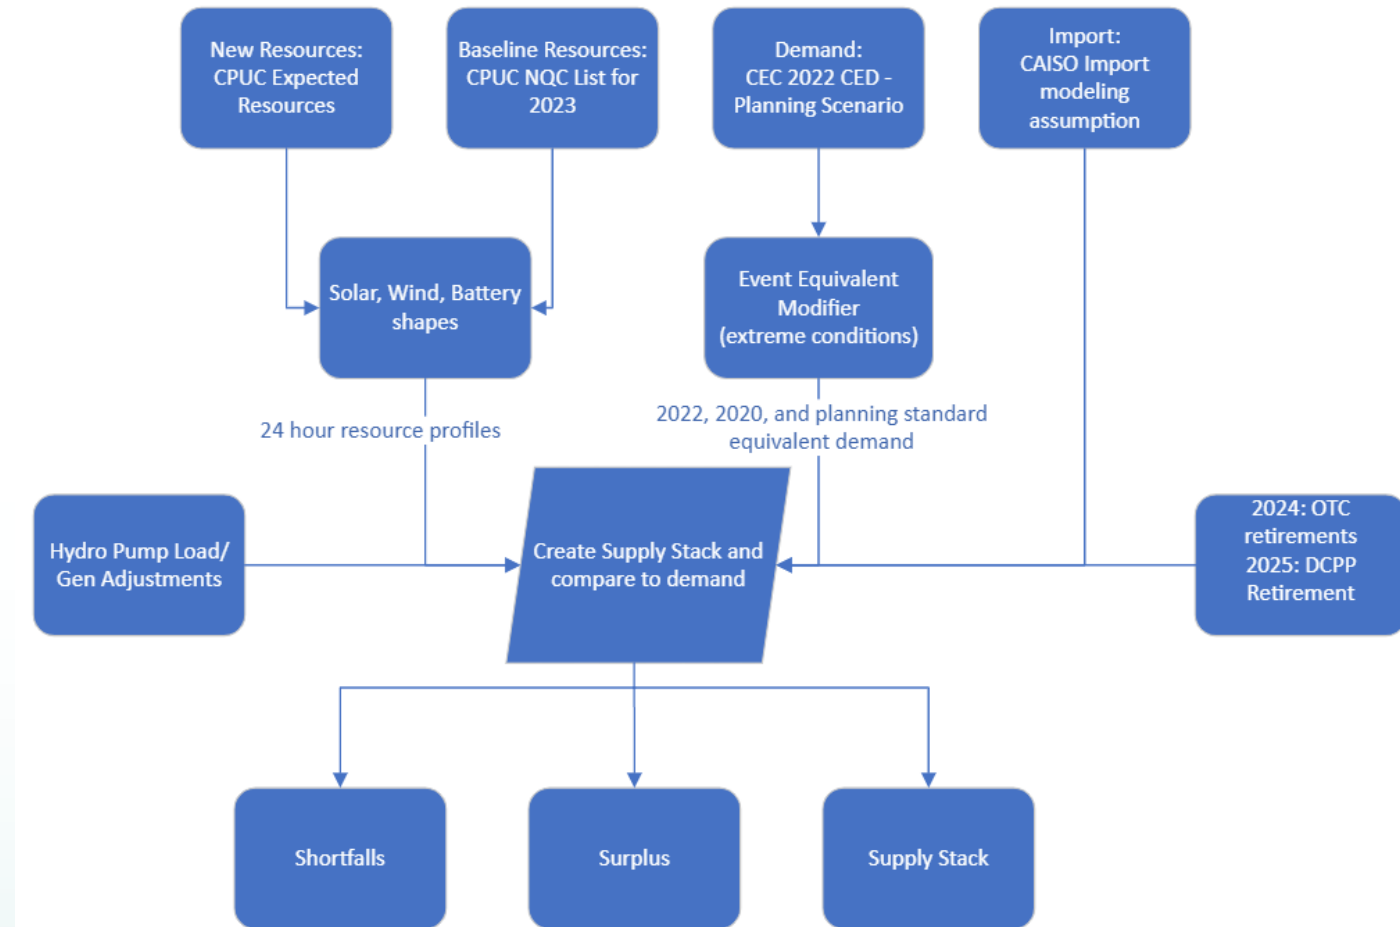 New Resources:
CPUC Expected
Resources
Baseline Resources:
CPUC NQC List for
2023
Demand:
CEC 2022 CED -
Planning Scenario
Import:
CAISO Import
modeling
assumption
Solar, Wind, Battery
shapes
Event Equivalent
Modifier
(extreme conditions)
24 hour resource profiles
2022, 2020, and planning standard
equivalent demand
Hydro Pump Load/
Gen Adjustments
Create Supply Stack and
compare to demand
2024: OTC
retirements
2025: DCPP
Retirement
Shortfalls
Surplus
Supply Stack